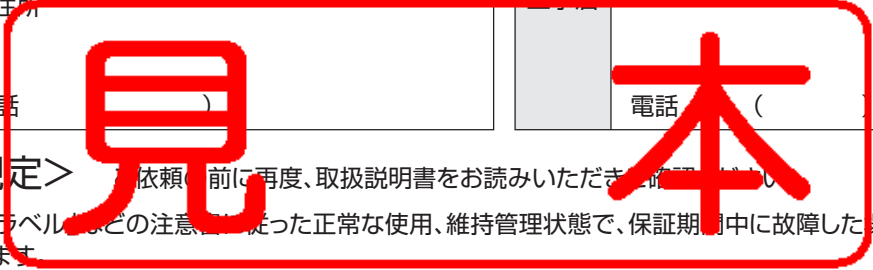 住所
見本
話 )
電話 ( )
定> 依頼の前に再度、取扱説明書をお読みいただき
ラベルなどの注意書に従った正常な使用、維持管理状態で、保証期間中に故障した
ます。